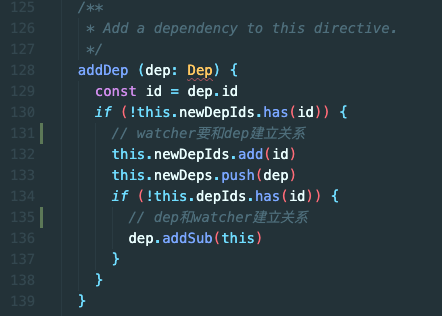 125 /**
126 * Add a dependency to this directive.
127 */
128 addDep (dep: Dep) {
129 const id = dep.id
130 if (!this.newDepIds.has(id)) {
131 // watcher要和dep建立关系
132 this.newDepIds.add(id)
133 this.newDeps.push(dep)
134 if (!this.depIds.has(id)) {
135 // dep和watcher建立关系
136 dep.addSub(this)
137 }
138 }
139 }